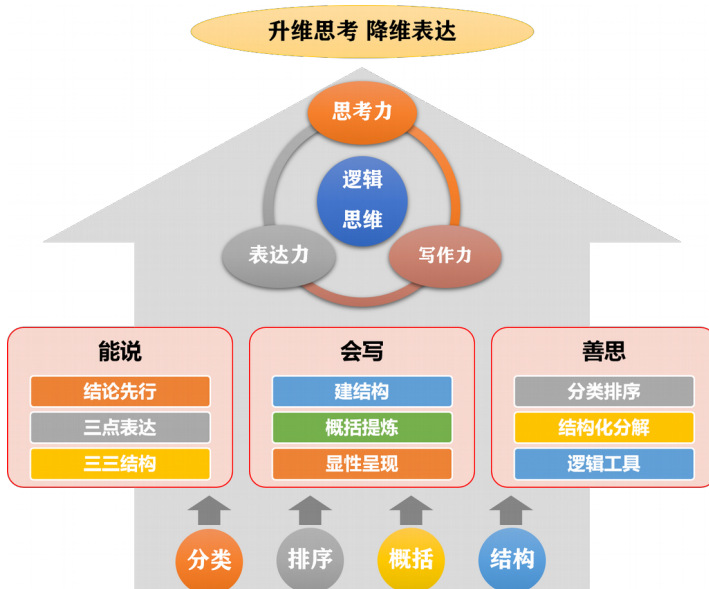 升维思考 降维表达
思考力
逻辑
思维
表达力
写作力
能说
结论先行
三点表达
三三结构
会写
建结构
概括提炼
显性呈现
善思
分类排序
结构化分解
逻辑工具
分类
排序
概括
结构